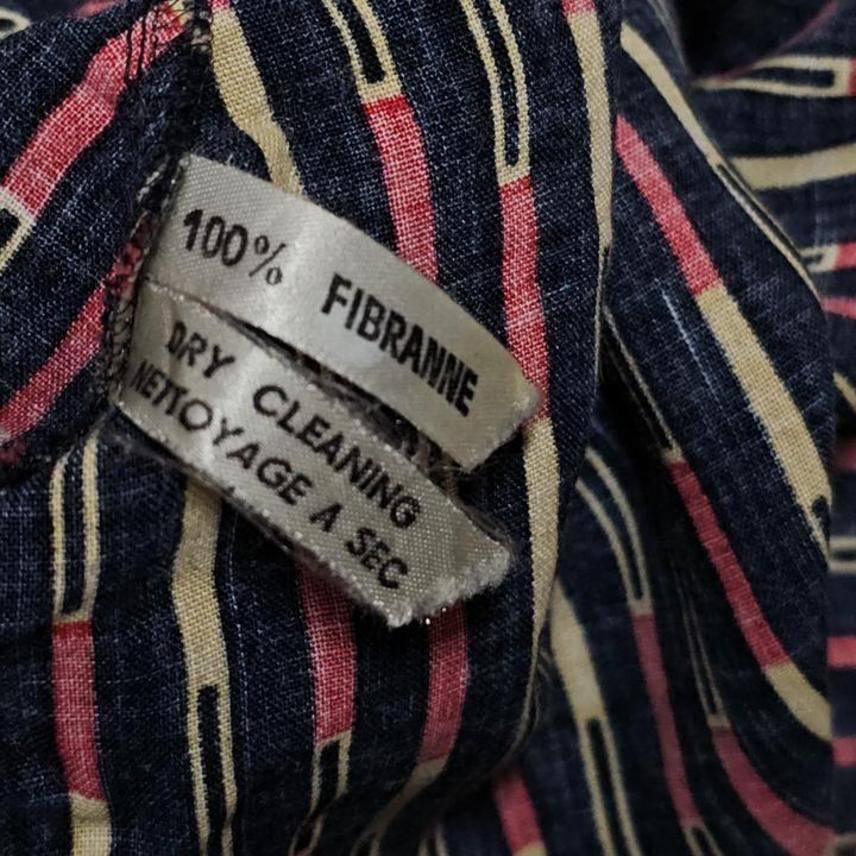 100% FIBRANNE
DRY CLEANING
NETTOYAGE A SEC